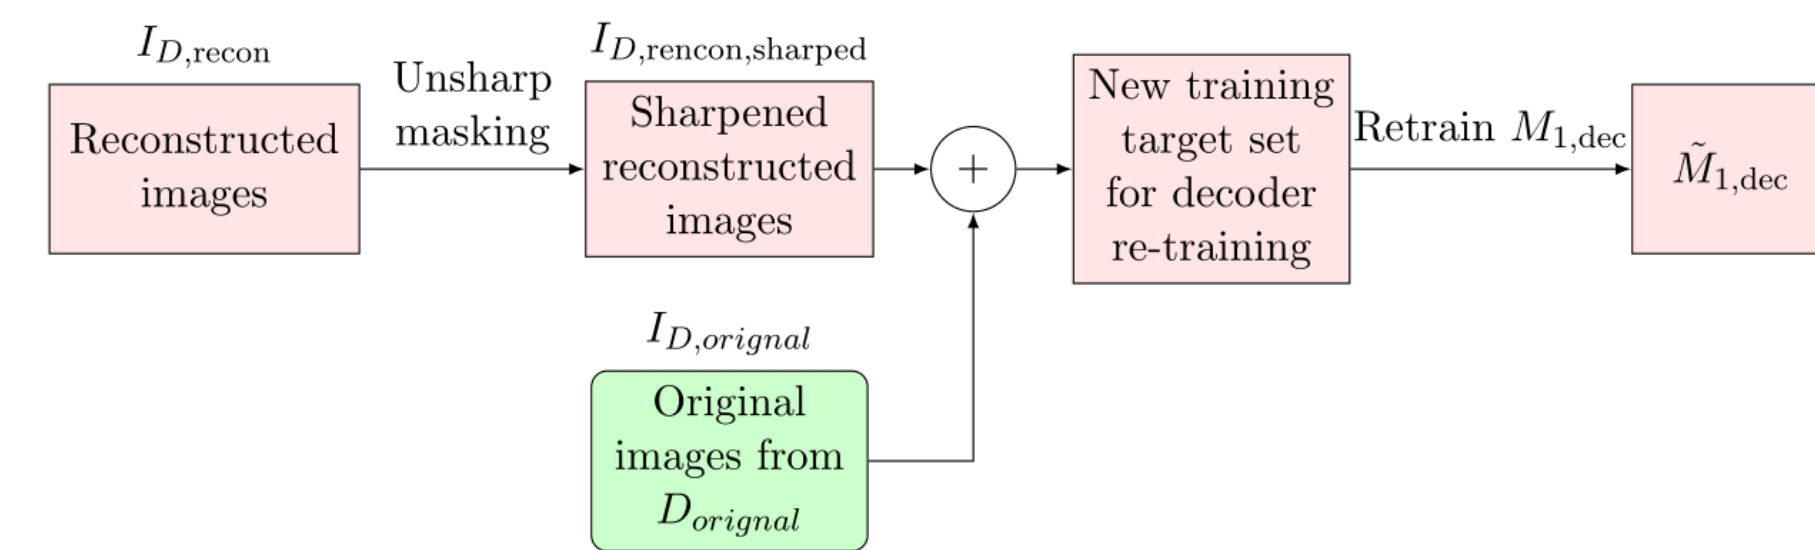 I_{D,recon}
Reconstructed
images
Unsharp
masking
I_{D,rencon,sharped}
Sharpened
reconstructed
images
+
I_{D,orignal}
Original
images from
D_{orignal}
New training
target set
for decoder
re-training
Retrain M_{1,dec}
M̃_{1,dec}